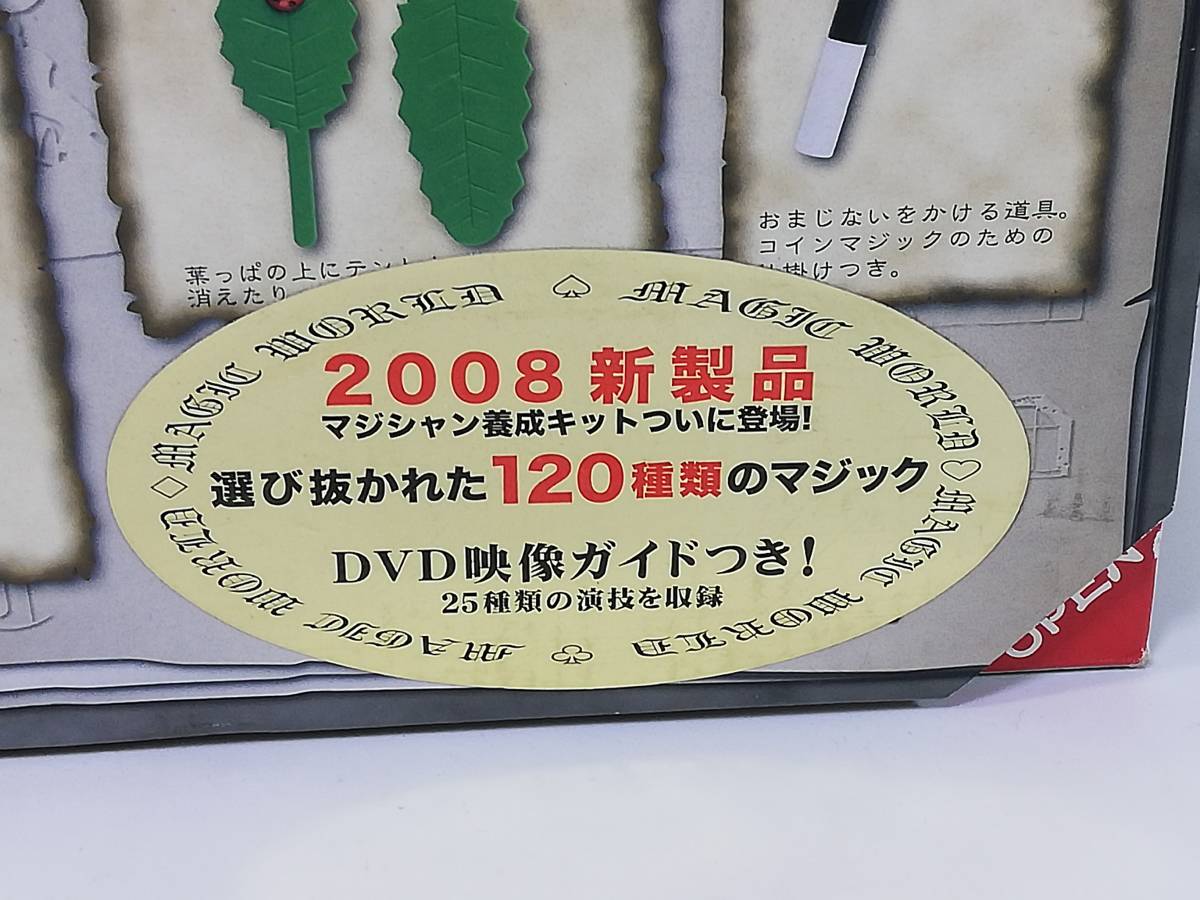 おまじないをかける道具。
コインマジックのための
掛けつき。
葉っぱの上にテント
消えたり
MAGIC WORLD ♤ MAGIC WORLD ♡ MAGIC WORLD ♧ MAGIC WORLD ♢
2008 新製品
マジシャン養成キットついに登場!
選び抜かれた120種類のマジック
DVD映像ガイドつき!
25種類の演技を収録
OPEN